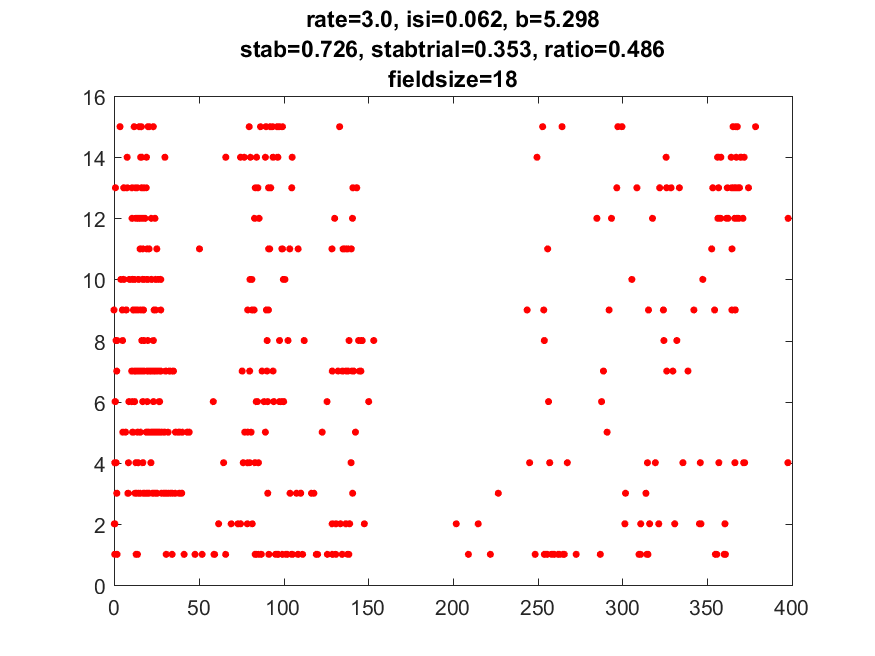 rate=3.0, isi=0.062, b=5.298
stab=0.726, stabtrial=0.353, ratio=0.486
fieldsize=18
16
14
12
10
8
6
4
2
0
0 50 100 150 200 250 300 350 400